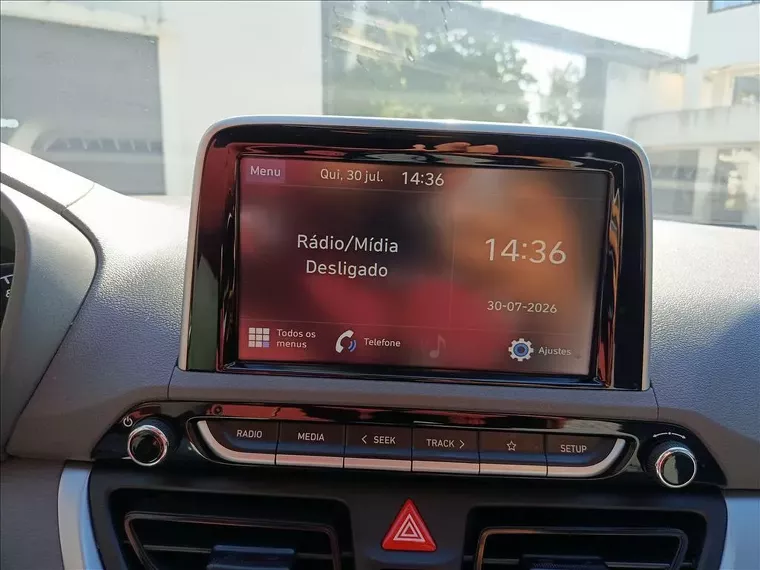 Menu
Qui, 30 jul. 14:36
Rádio/Mídia
Desligado
14:36
30-07-2026
Todos os
menus
Telefone
Ajustes
RADIO
MEDIA
< SEEK
TRACK >
☆
SETUP